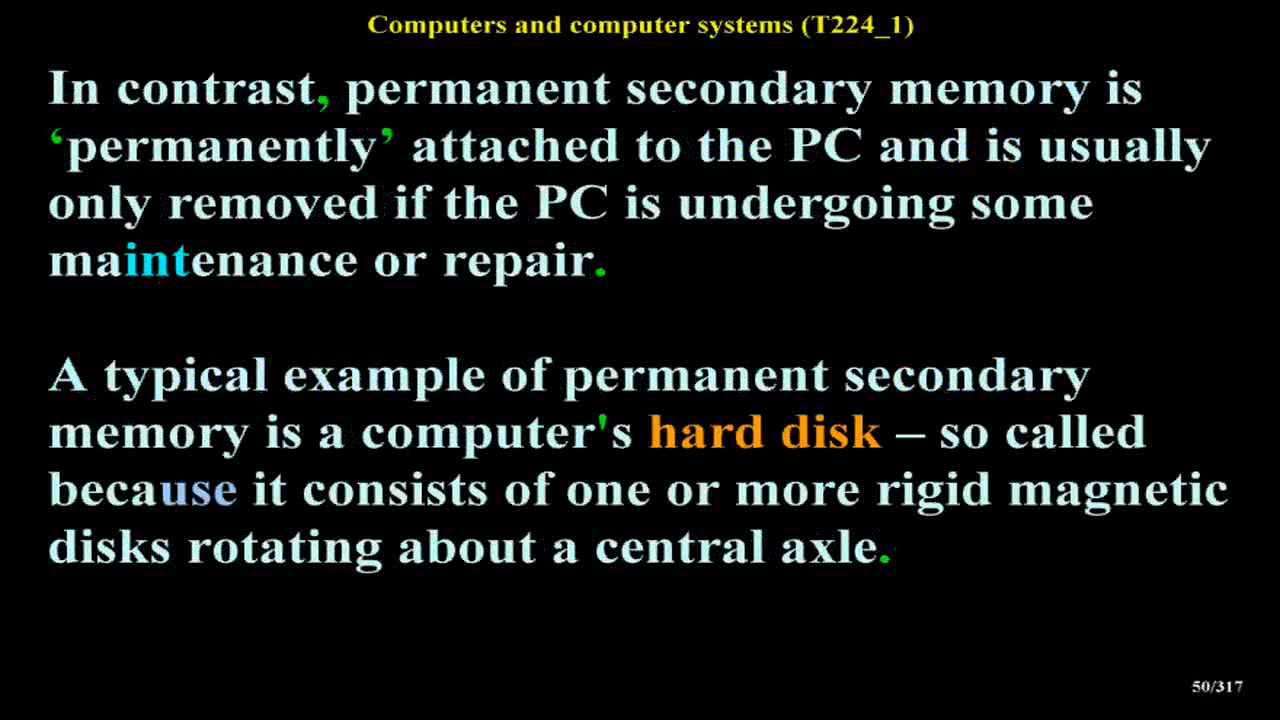 Computers and computer systems (T224_1)
In contrast, permanent secondary memory is
‘permanently’ attached to the PC and is usually
only removed if the PC is undergoing some
maintenance or repair.
A typical example of permanent secondary
memory is a computer's hard disk – so called
because it consists of one or more rigid magnetic
disks rotating about a central axle.
50/317